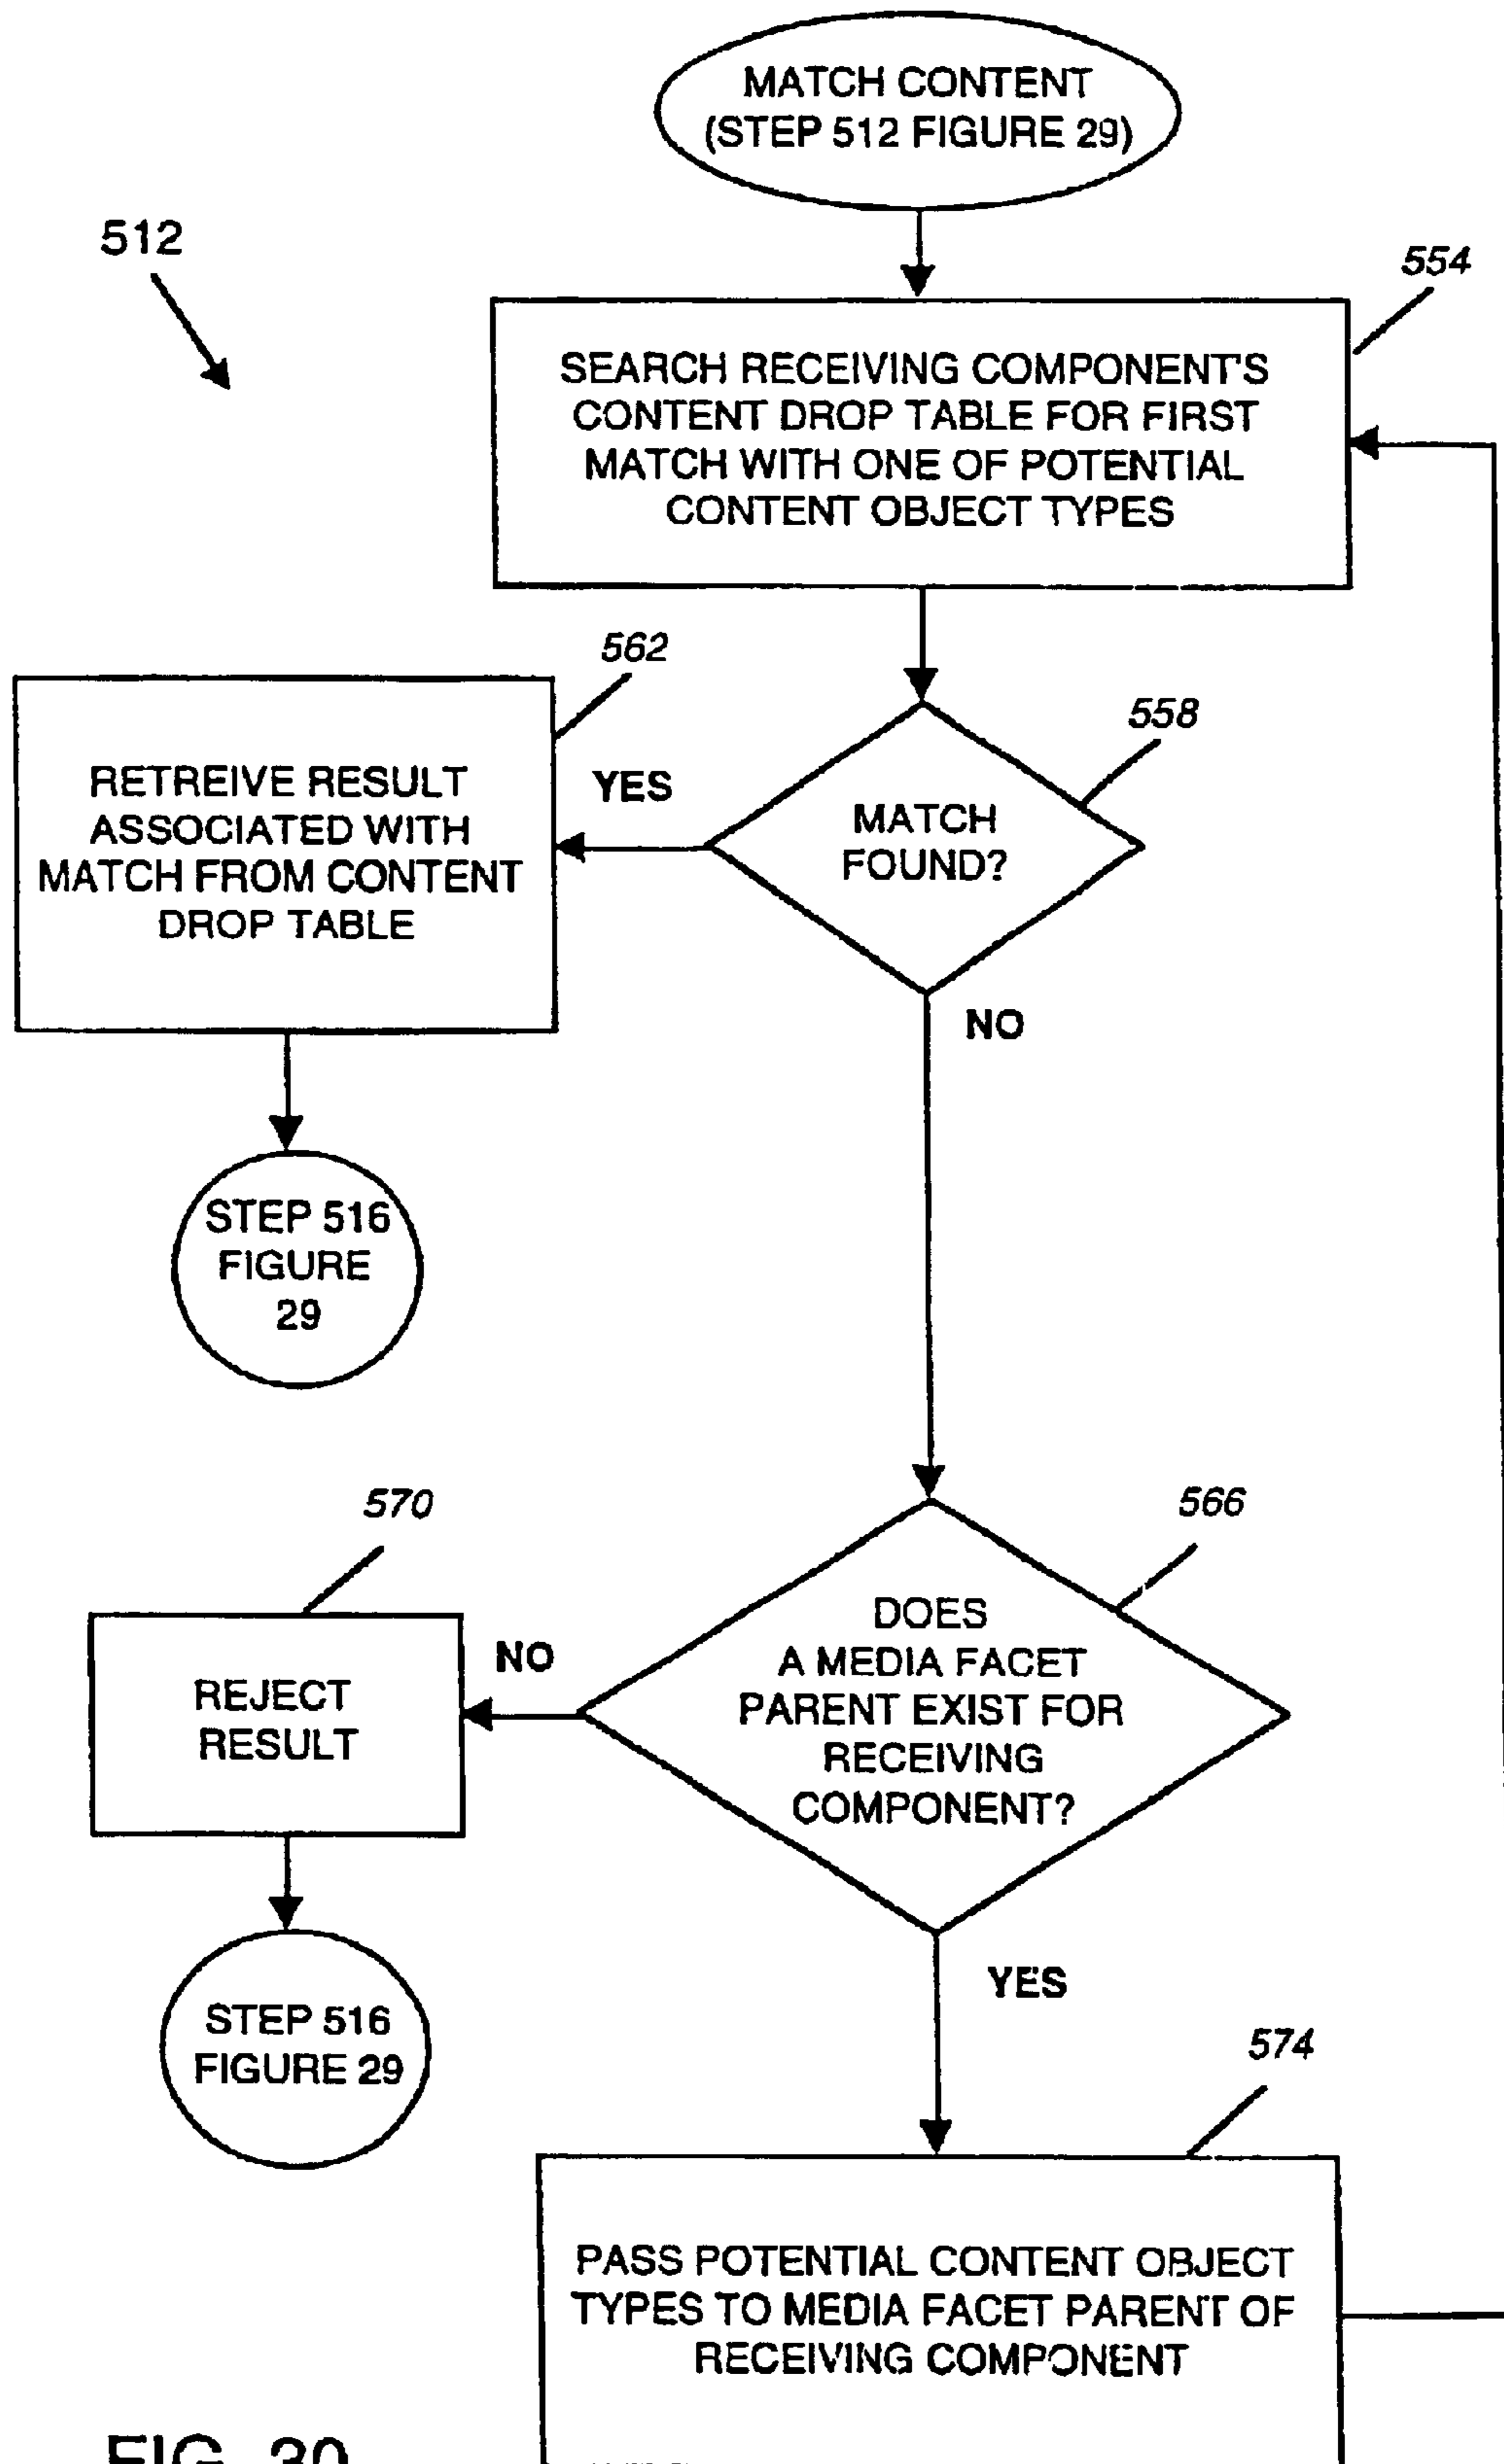 MATCH CONTENT
(STEP 512 FIGURE 29)
512
554
SEARCH RECEIVING COMPONENT'S
CONTENT DROP TABLE FOR FIRST
MATCH WITH ONE OF POTENTIAL
CONTENT OBJECT TYPES
562
558
RETREIVE RESULT
ASSOCIATED WITH
MATCH FROM CONTENT
DROP TABLE
YES
MATCH
FOUND?
NO
STEP 516
FIGURE
29
570
566
REJECT
RESULT
NO
DOES
A MEDIA FACET
PARENT EXIST FOR
RECEIVING
COMPONENT?
YES
STEP 516
FIGURE 29
574
PASS POTENTIAL CONTENT OBJECT
TYPES TO MEDIA FACET PARENT OF
RECEIVING COMPONENT
FIG. 30